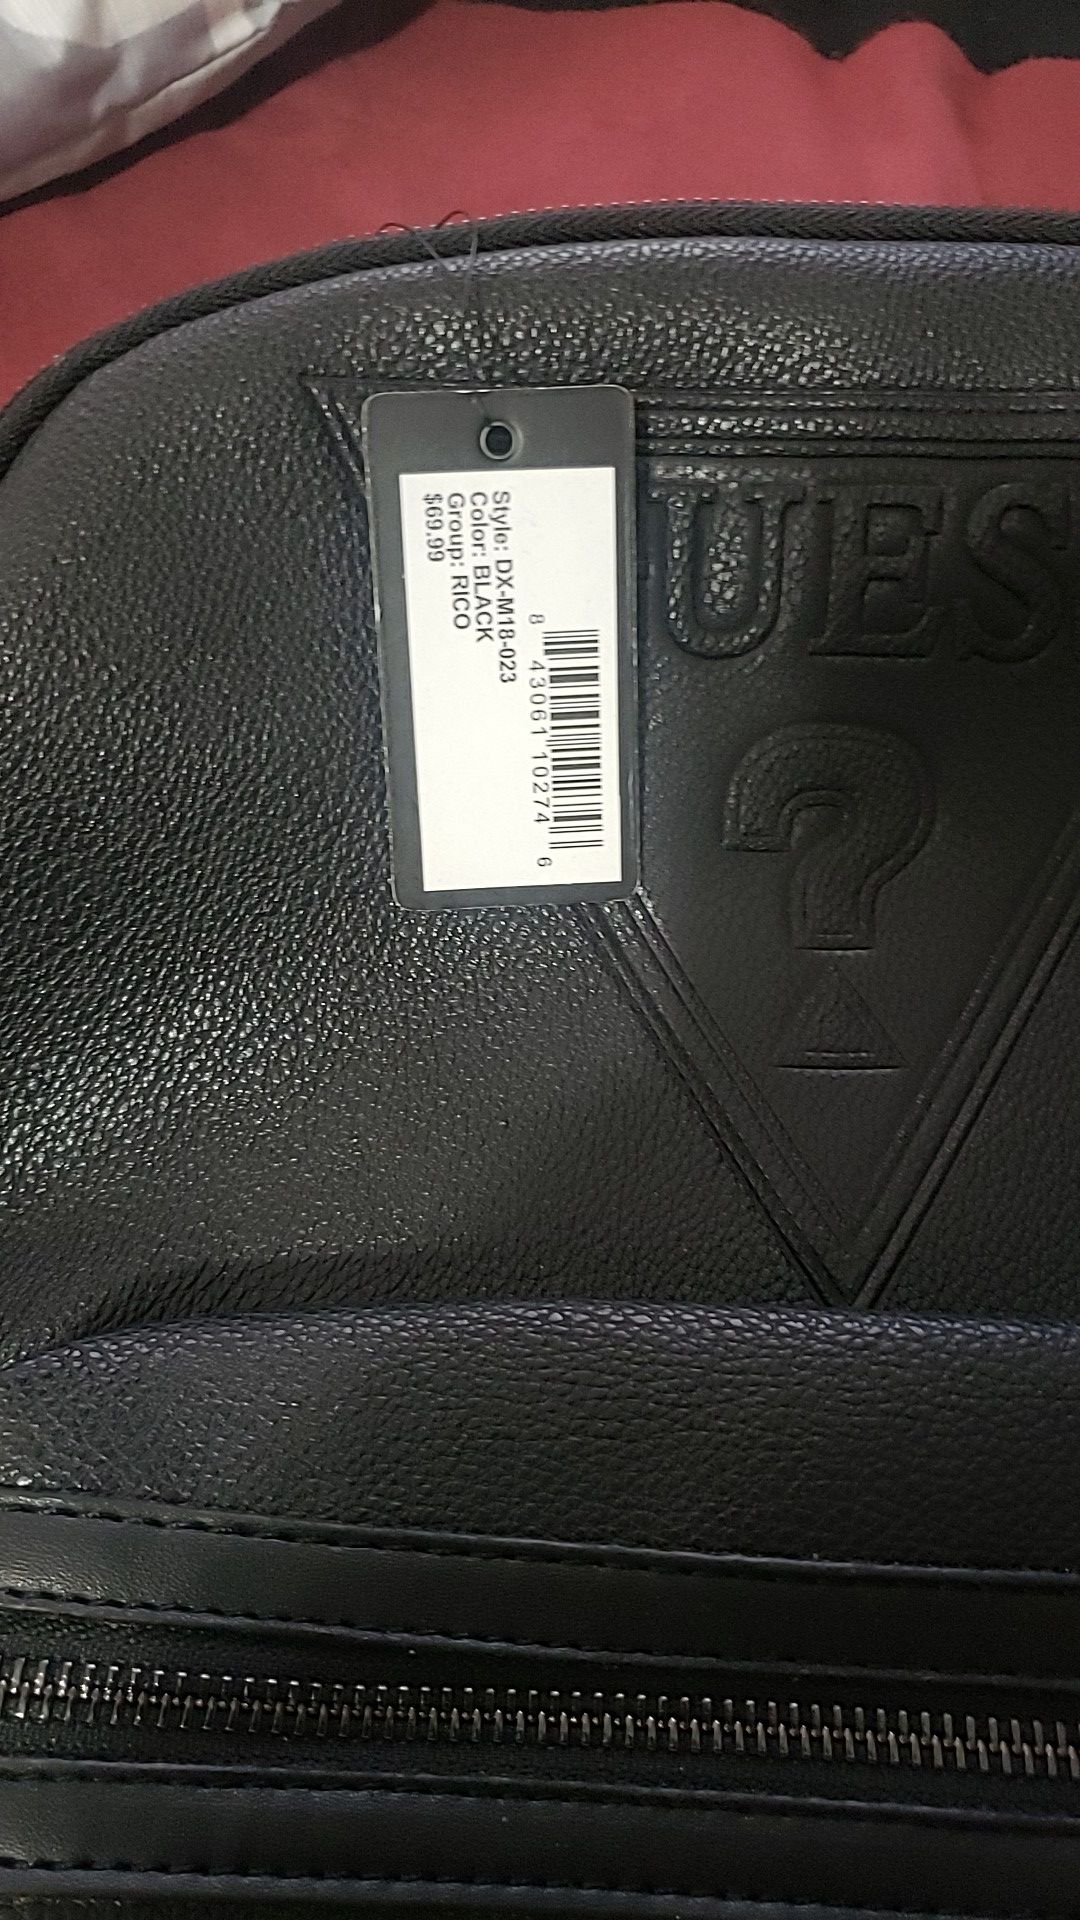 Style: DX-M18-023
Color: BLACK
Group: RICO
$69.99
8 43061 10274 6
UES
?